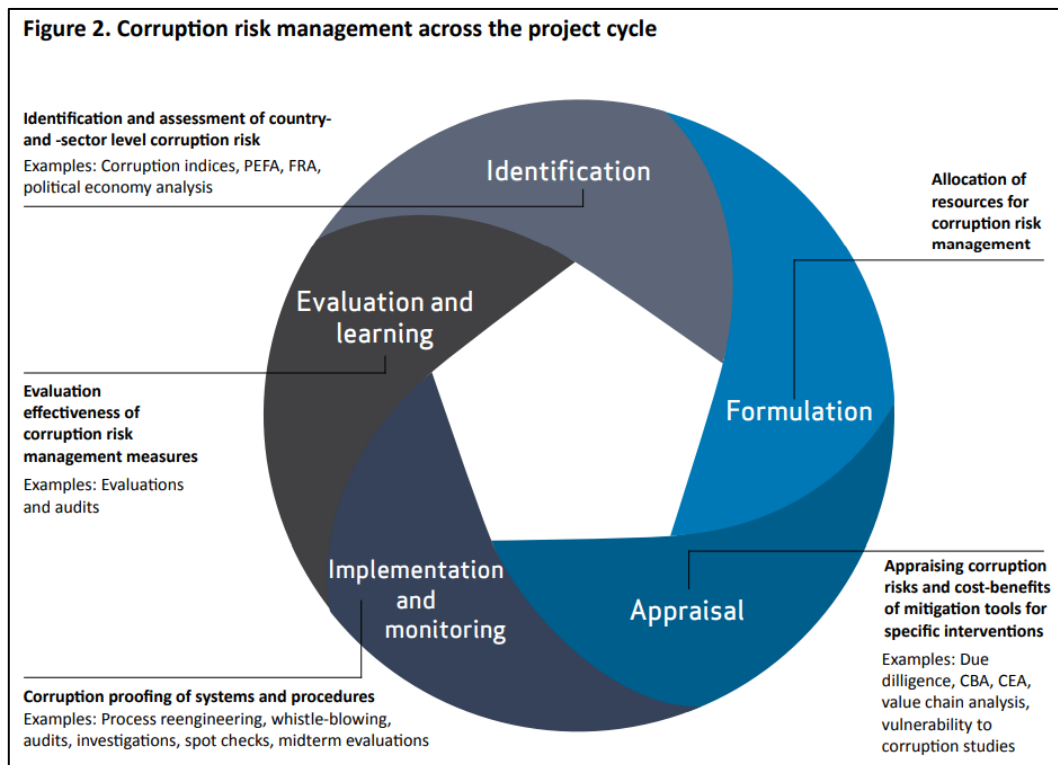 Figure 2. Corruption risk management across the project cycle
Identification and assessment of country-
and -sector level corruption risk
Examples: Corruption indices, PEFA, FRA,
political economy analysis
Identification
Allocation of
resources for
corruption risk
management
Evaluation and
learning
Formulation
Evaluation
effectiveness of
corruption risk
management measures
Examples: Evaluations
and audits
Implementation
and
monitoring
Appraisal
Appraising corruption
risks and cost-benefits
of mitigation tools for
specific interventions
Examples: Due
dilligence, CBA, CEA,
value chain analysis,
vulnerability to
corruption studies
Corruption proofing of systems and procedures
Examples: Process reengineering, whistle-blowing,
audits, investigations, spot checks, midterm evaluations